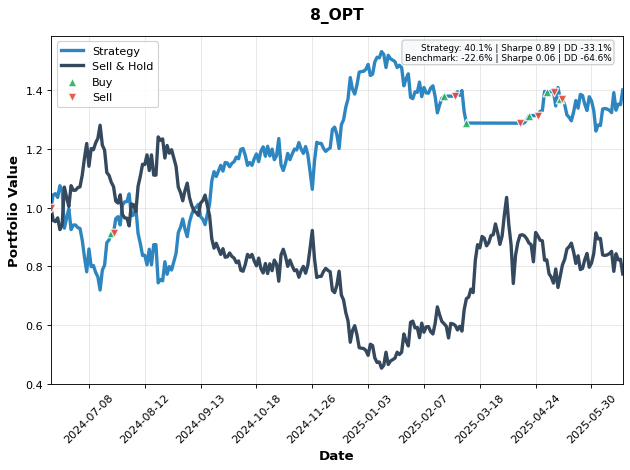 8_OPT
Strategy
Sell & Hold
Buy
Sell
Strategy: 40.1% | Sharpe 0.89 | DD -33.1%
Benchmark: -22.6% | Sharpe 0.06 | DD -64.6%
Portfolio Value
1.4
1.2
1.0
0.8
0.6
0.4
2024-07-08
2024-08-12
2024-09-13
2024-10-18
2024-11-26
2025-01-03
2025-02-07
2025-03-18
2025-04-24
2025-05-30
Date